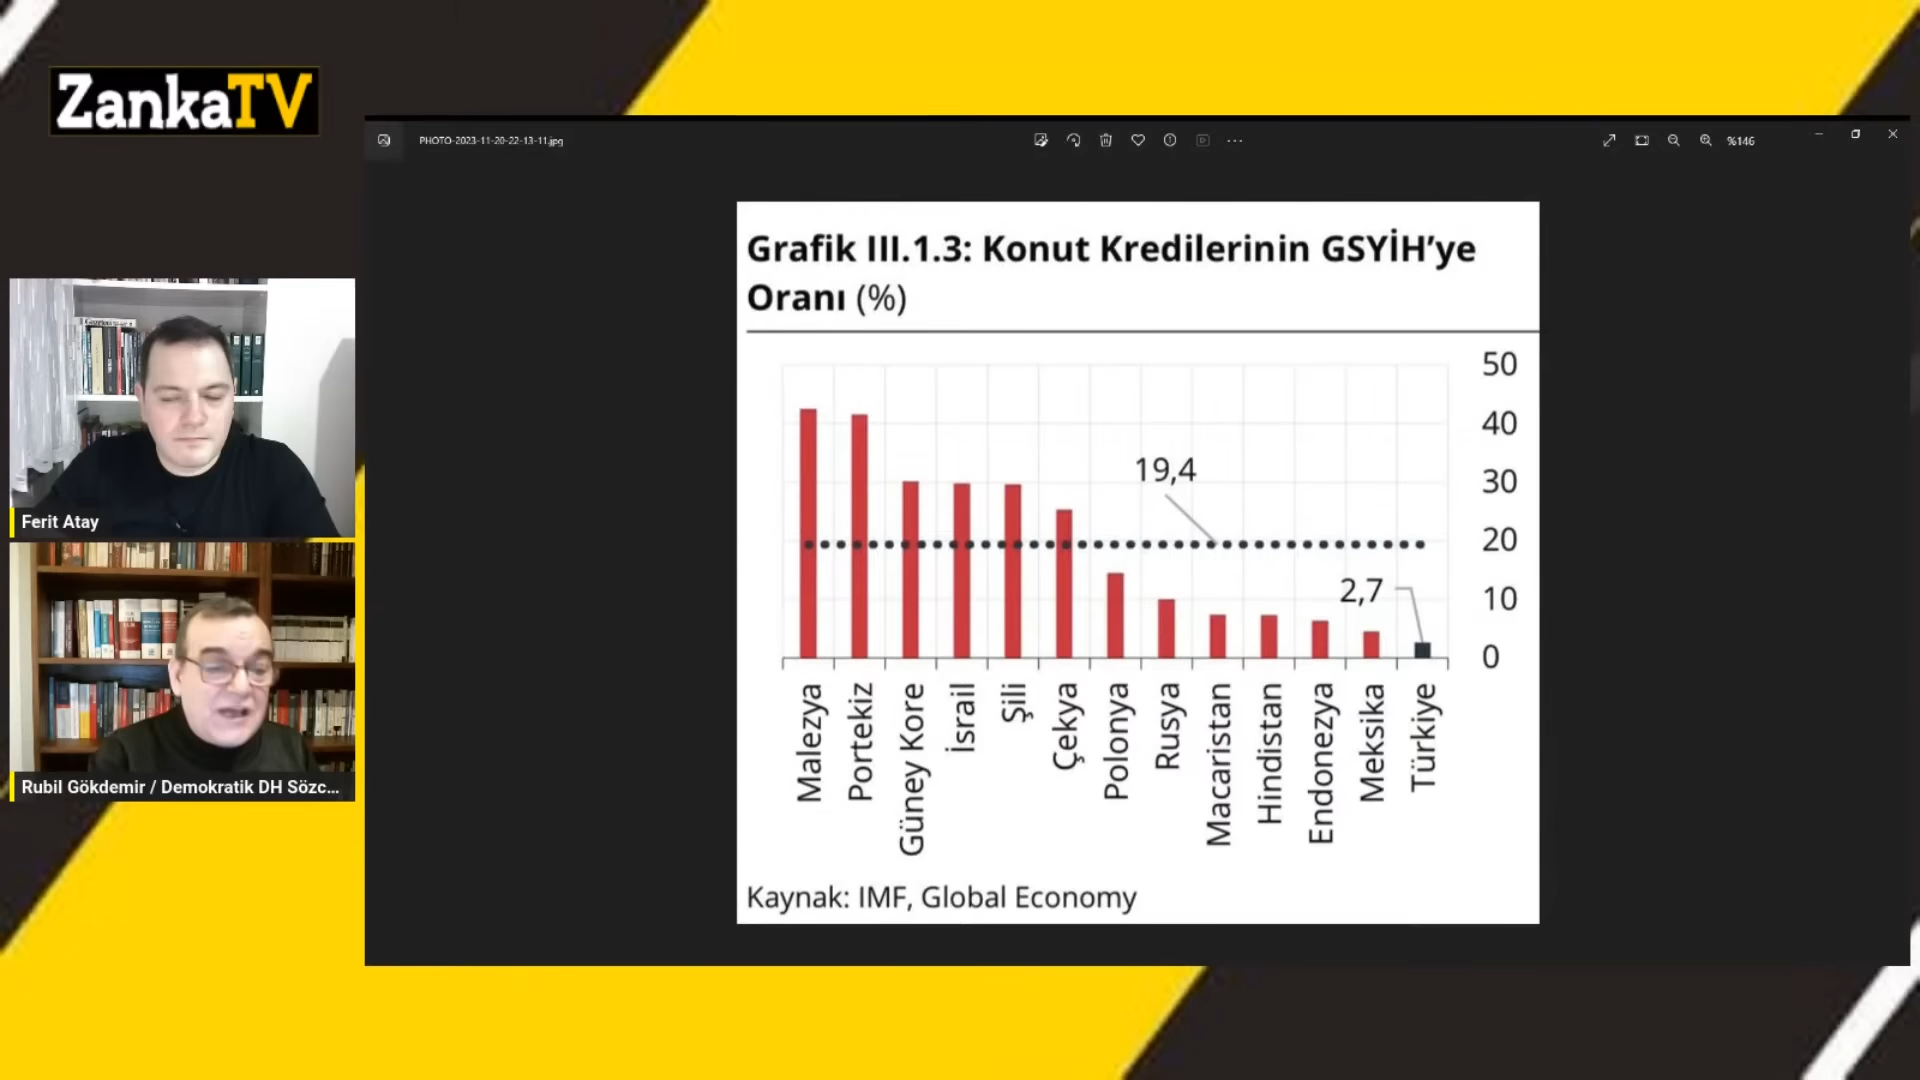 ZankaTV
PHOTO-2023-11-20-22-13-11.jpg
%146
Grafik III.1.3: Konut Kredilerinin GSYİH’ye
Oranı (%)
50
40
30
20
10
0
19,4
2,7
Malezya
Portekiz
Güney Kore
İsrail
Şili
Çekya
Polonya
Rusya
Macaristan
Hindistan
Endonezya
Meksika
Türkiye
Kaynak: IMF, Global Economy
Ferit Atay
Rubil Gökdemir / Demokratik DH Sözc...